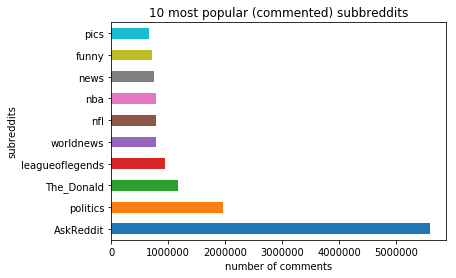 10 most popular (commented) subbreddits
pics
funny
news
nba
nfl
worldnews
leagueoflegends
The_Donald
politics
AskReddit
subreddits
0 1000000 2000000 3000000 4000000 5000000
number of comments